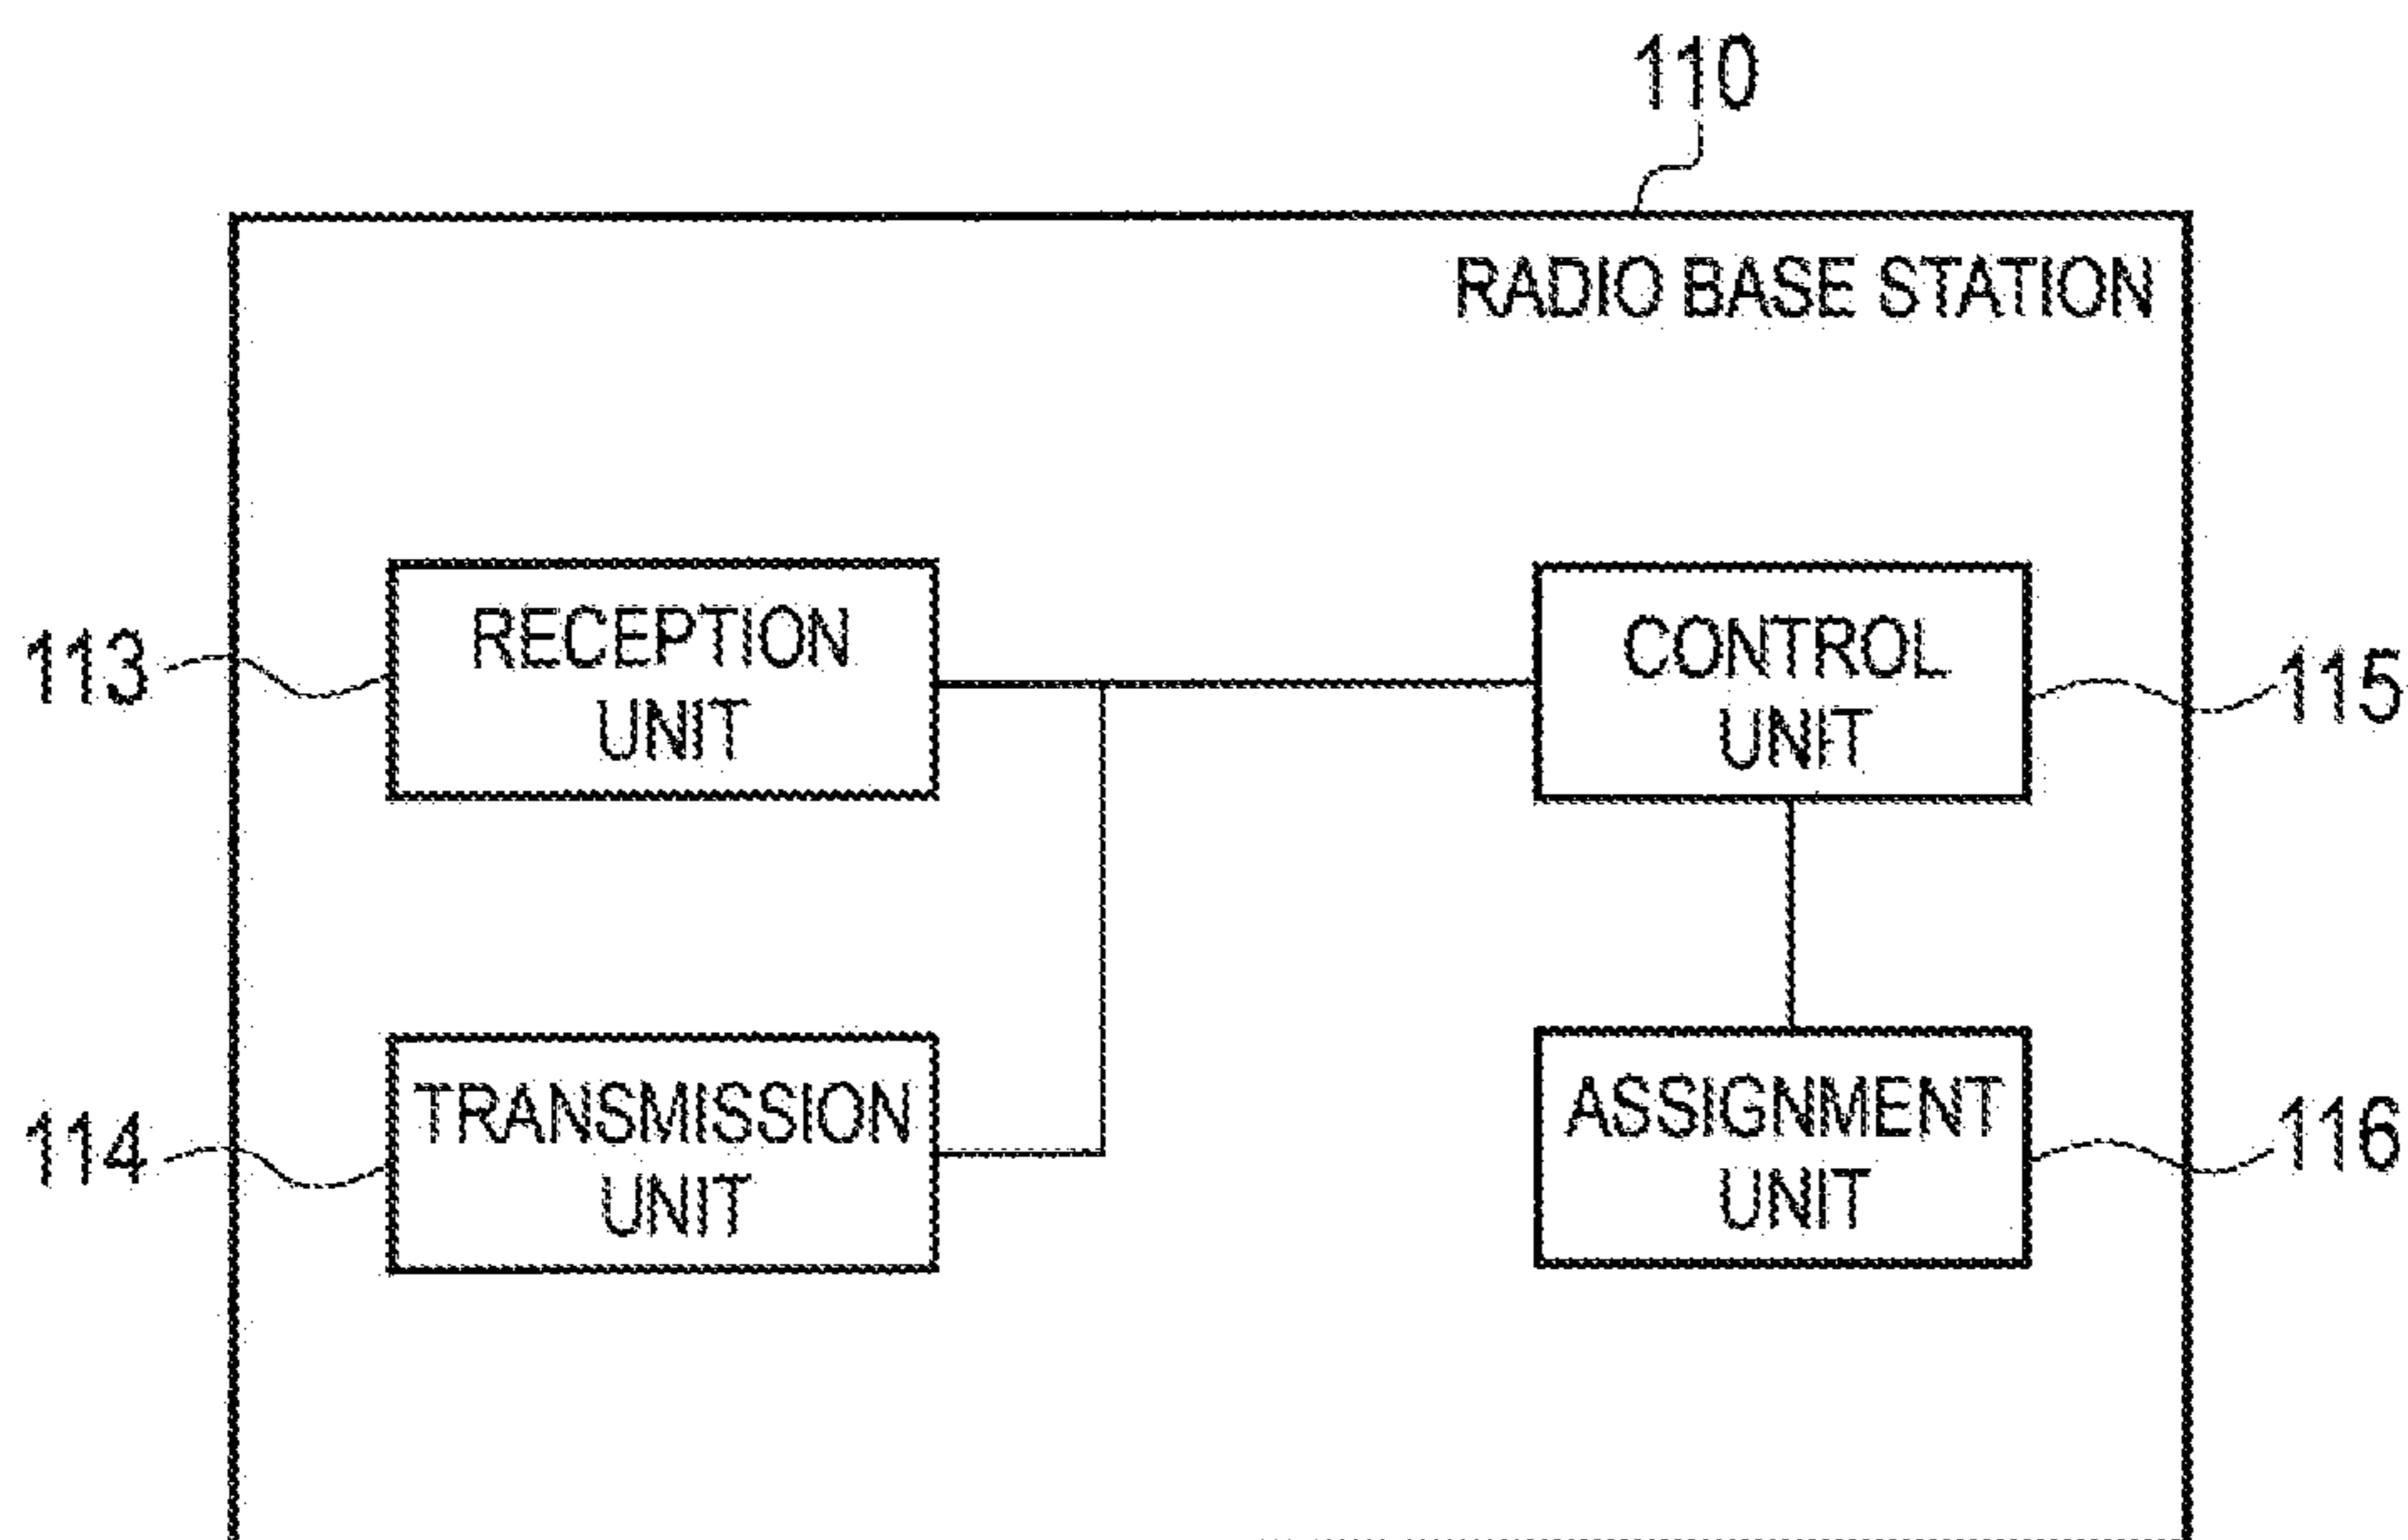 110
RADIO BASE STATION
113
RECEPTION
UNIT
CONTROL
UNIT
115
114
TRANSMISSION
UNIT
ASSIGNMENT
UNIT
116